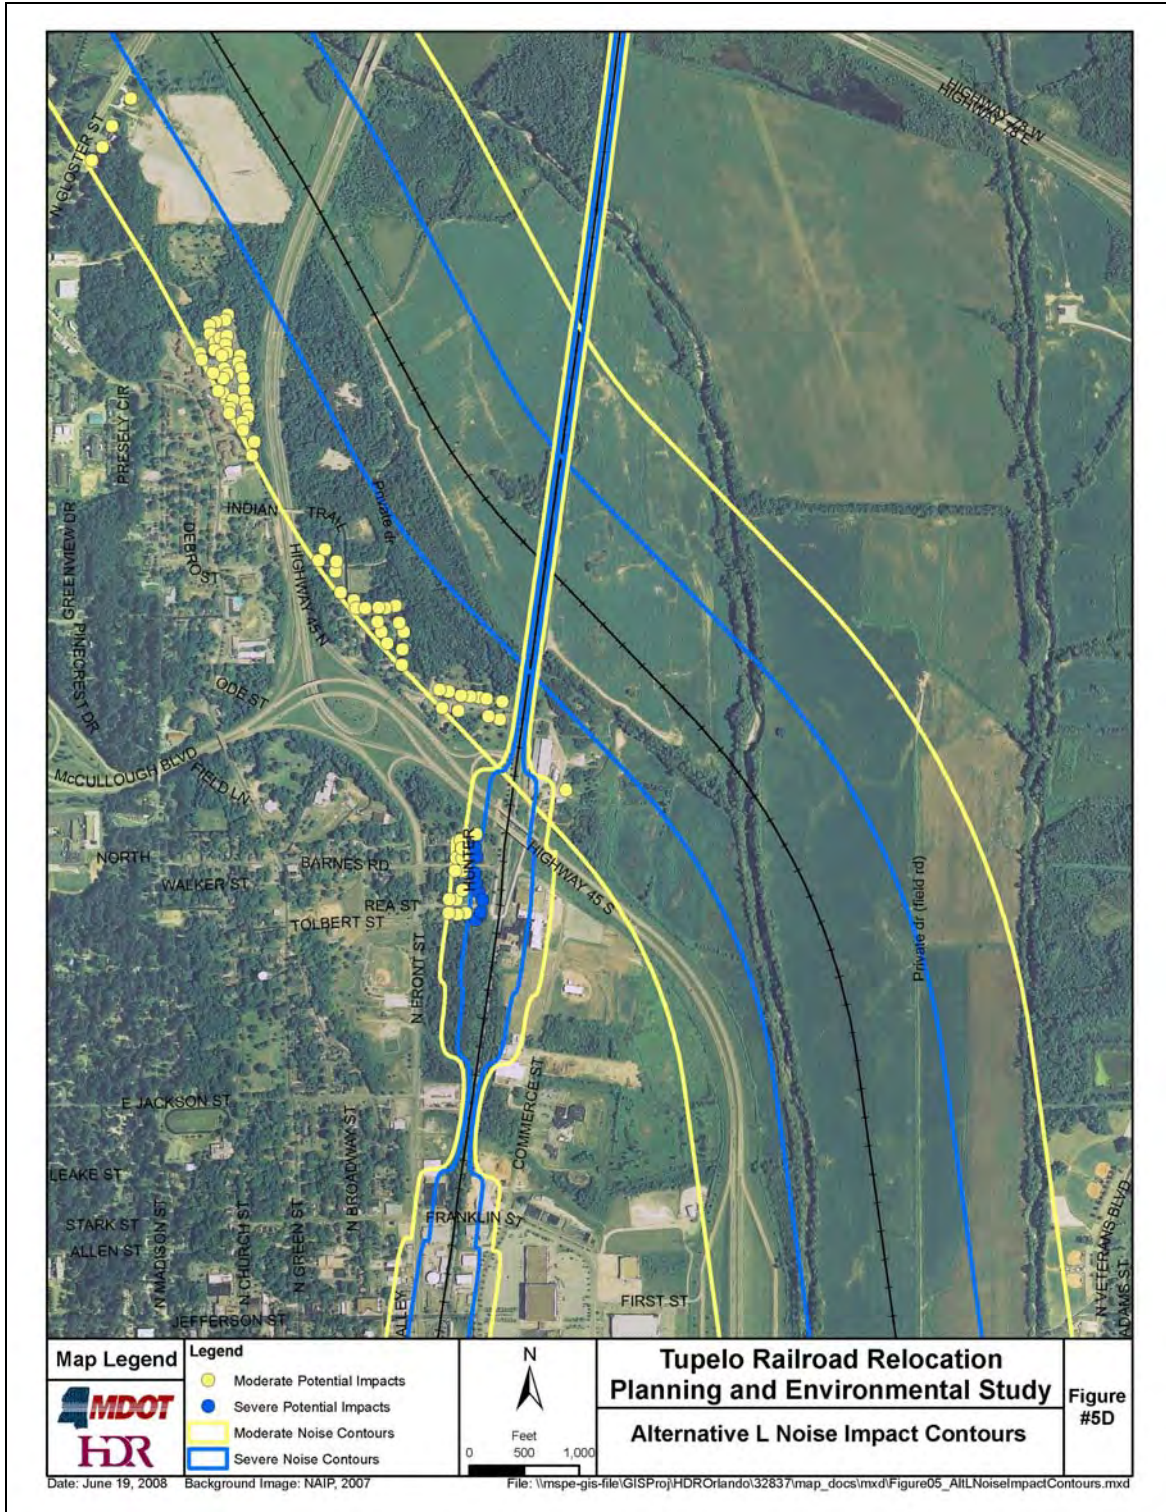 HIGHWAY 78 W
HIGHWAY 78 E
N GLOSTER ST
PRESELY CIR
GREENVIEW DR
INDIAN TRAIL
Private dr
DEBRO ST
HIGHWAY 45 N
PINECREST DR
ODE ST
McCULLOUGH BLVD
FIELD LN
HUNTER
NORTH
BARNES RD
WALKER ST
HIGHWAY 45 S
REA ST
TOLBERT ST
Private dr (field rd)
N FRONT ST
E JACKSON ST
COMMERCE ST
N BROADWAY ST
LEAKE ST
N MADISON ST
N CHURCH ST
N GREEN ST
FRANKLIN ST
STARK ST
ALLEN ST
N VETERANS BLVD
ADAMS ST
ALLEY
FIRST ST
JEFFERSON ST
Map Legend
MDOT
HDR
Legend
Moderate Potential Impacts
Severe Potential Impacts
Moderate Noise Contours
Severe Noise Contours
N
Feet
0 500 1,000
Tupelo Railroad Relocation
Planning and Environmental Study
Alternative L Noise Impact Contours
Figure
#5D
Date: June 19, 2008 Background Image: NAIP, 2007 File: \\mspe-gis-file\GISProj\HDROrlando\32837\map_docs\mxd\Figure05_AltLNoiseImpactContours.mxd